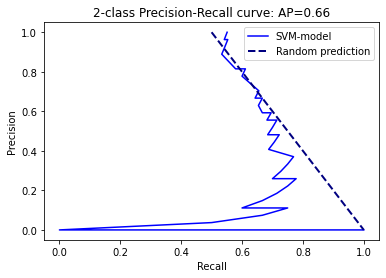 2-class Precision-Recall curve: AP=0.66
SVM-model
Random prediction
1.0
0.8
0.6
0.4
0.2
0.0
Precision
0.0 0.2 0.4 0.6 0.8 1.0
Recall